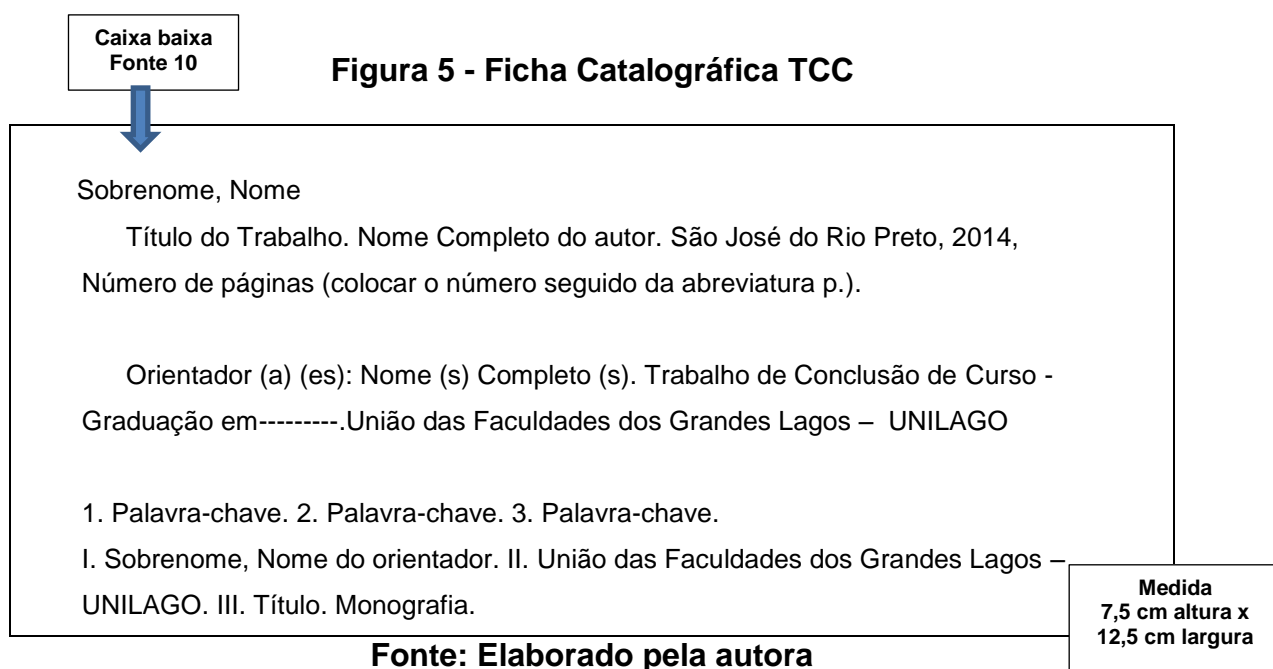 Caixa baixa
Fonte 10
Figura 5 - Ficha Catalográfica TCC
Sobrenome, Nome
Título do Trabalho. Nome Completo do autor. São José do Rio Preto, 2014,
Número de páginas (colocar o número seguido da abreviatura p.).
Orientador (a) (es): Nome (s) Completo (s). Trabalho de Conclusão de Curso -
Graduação em---------.União das Faculdades dos Grandes Lagos – UNILAGO
1. Palavra-chave. 2. Palavra-chave. 3. Palavra-chave.
I. Sobrenome, Nome do orientador. II. União das Faculdades dos Grandes Lagos –
UNILAGO. III. Título. Monografia.
Medida
7,5 cm altura x
12,5 cm largura
Fonte: Elaborado pela autora